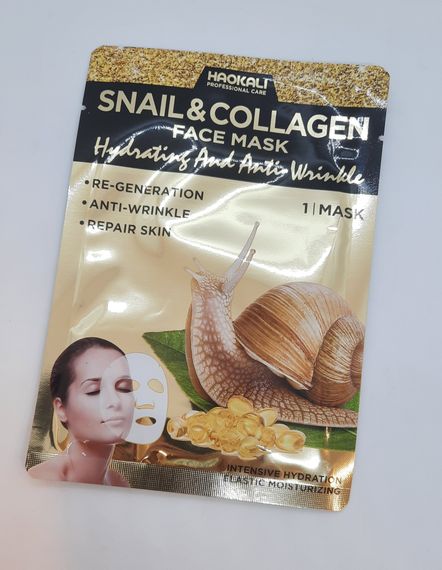 HAOKALI
PROFESSIONAL CARE
SNAIL & COLLAGEN
FACE MASK
Hydrating And Anti-Wrinkle
• RE-GENERATION
• ANTI-WRINKLE
• REPAIR SKIN
1 | MASK
INTENSIVE HYDRATION
ELASTIC MOISTURIZING